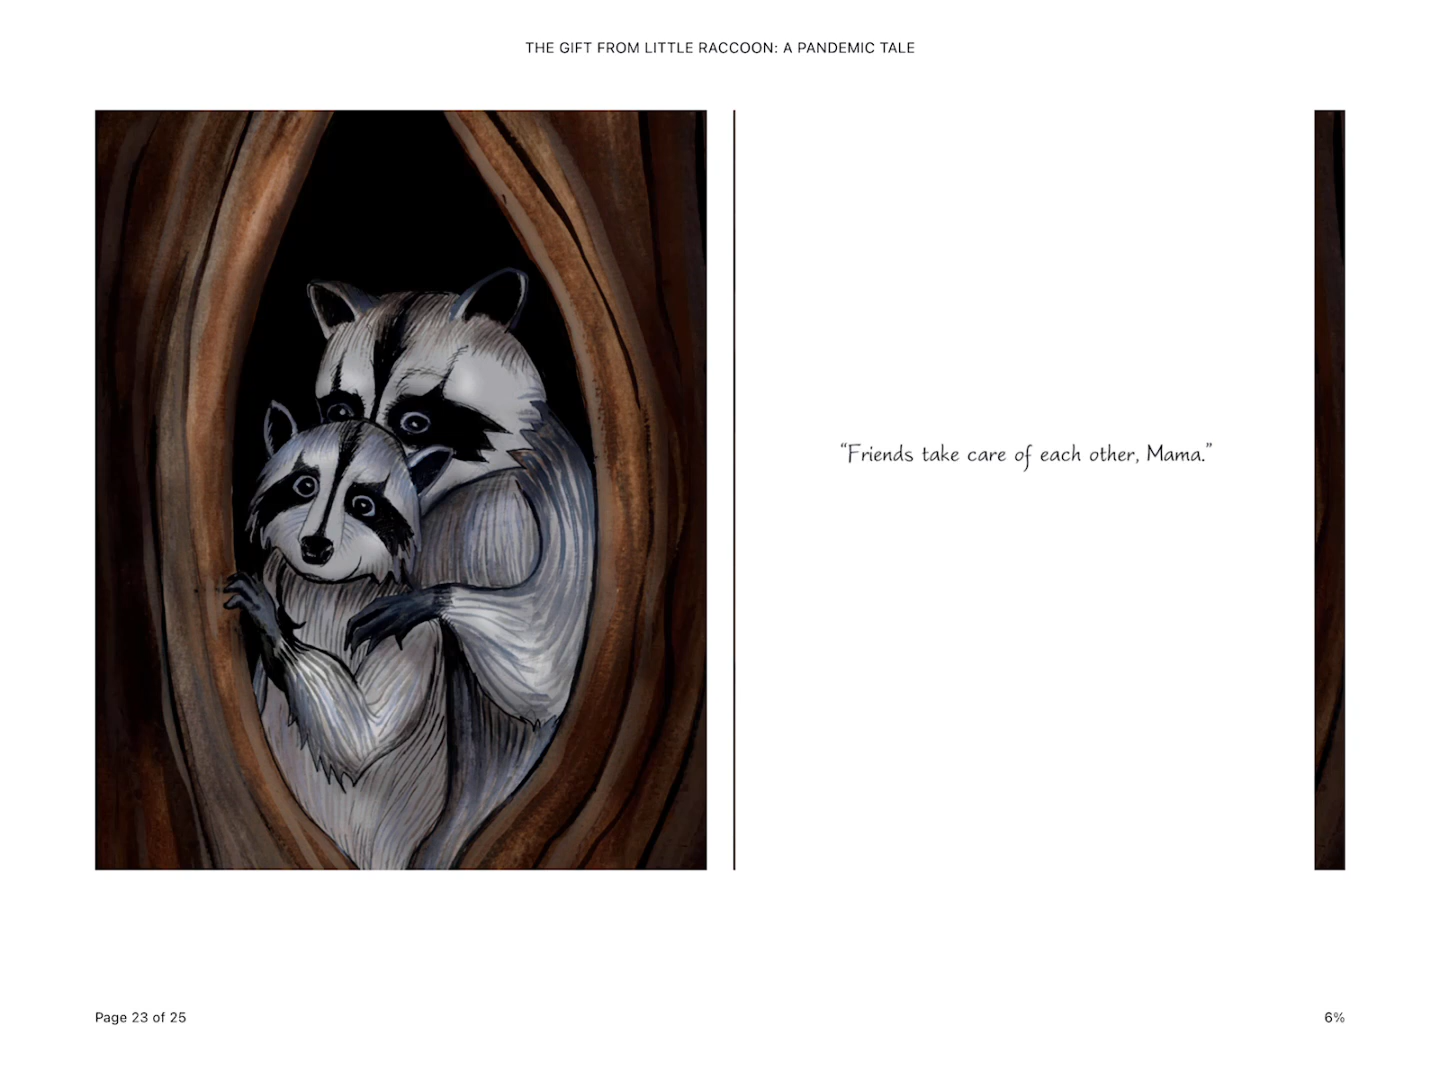 THE GIFT FROM LITTLE RACCOON: A PANDEMIC TALE
“Friends take care of each other, Mama.”
Page 23 of 25
6%